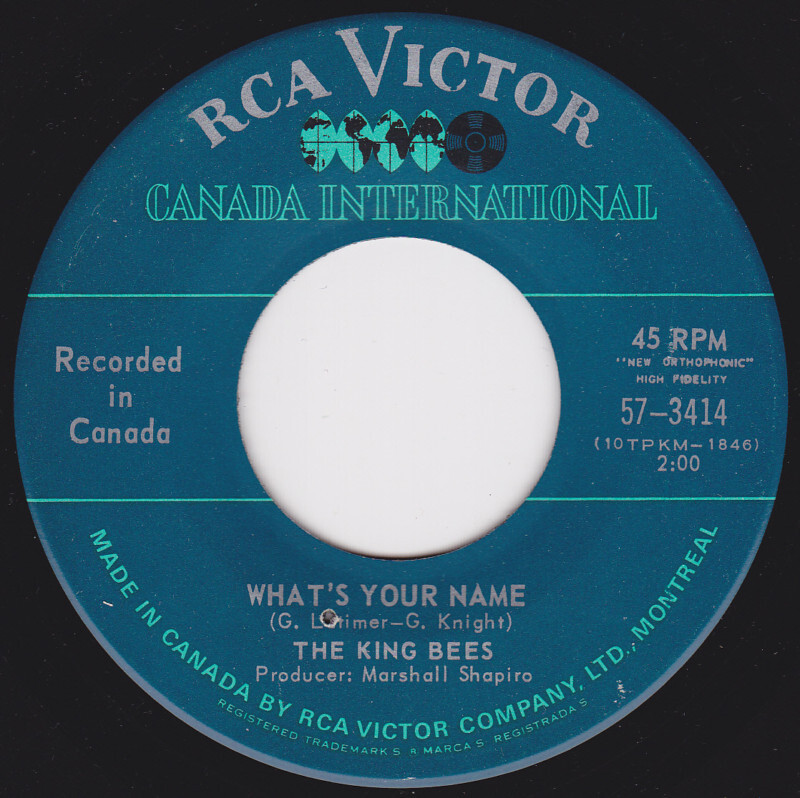 RCA VICTOR
CANADA INTERNATIONAL
Recorded
in
Canada
45 RPM
"NEW ORTHOPHONIC"
HIGH FIDELITY
57-3414
(10TPKM-1846)
2:00
WHAT'S YOUR NAME
(G. Latimer-G. Knight)
THE KING BEES
Producer: Marshall Shapiro
MADE IN CANADA BY RCA VICTOR COMPANY, LTD., MONTREAL
REGISTERED TRADEMARKS & MARCAS REGISTRADAS